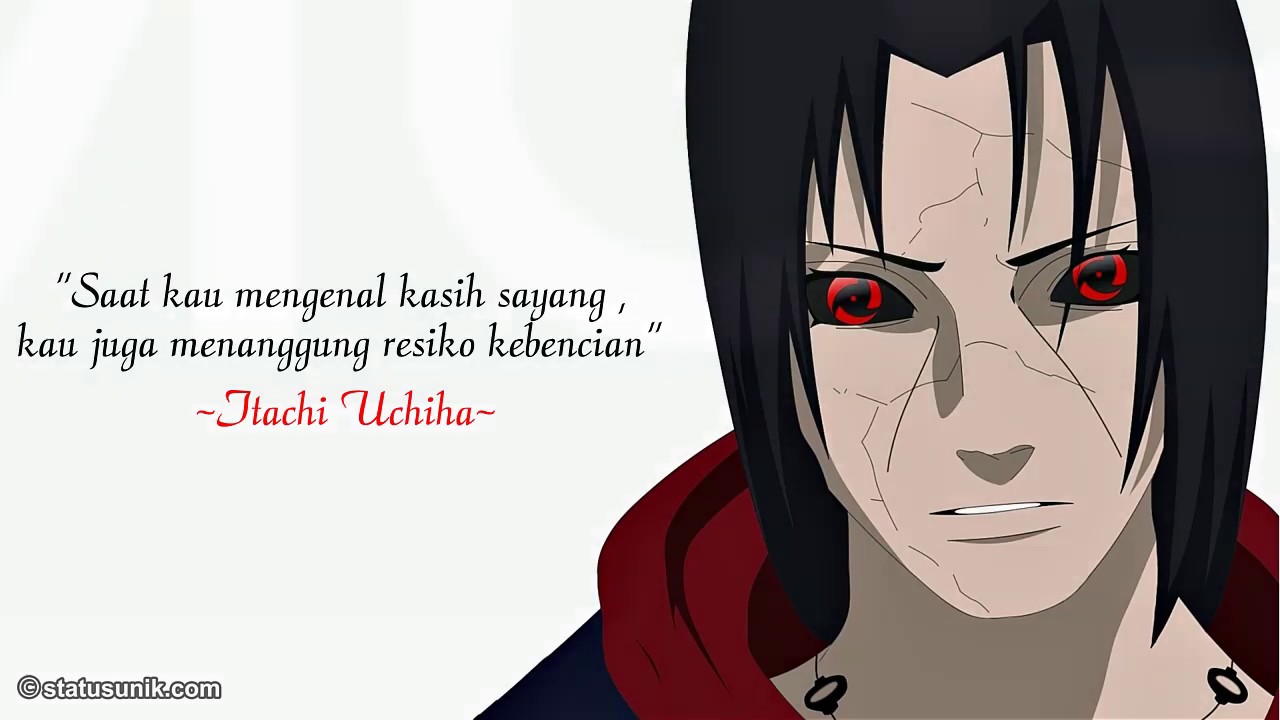 "Saat kau mengenal kasih sayang ,
kau juga menanggung resiko kebencian"
~Itachi Uchiha~
© statusunik.com